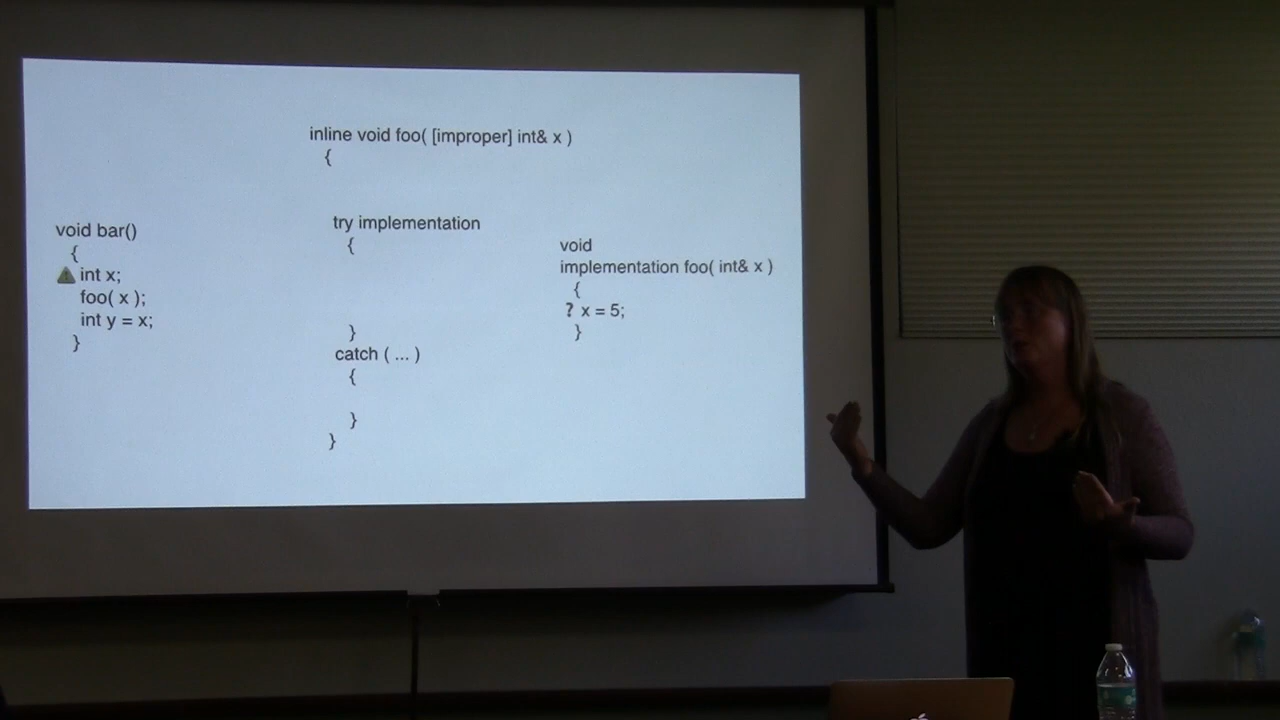 inline void foo( [improper] int& x )
{
void bar()
{
int x;
foo( x );
int y = x;
}
try implementation
{
}
catch ( ... )
{
}
}
void
implementation foo( int& x )
{
? x = 5;
}